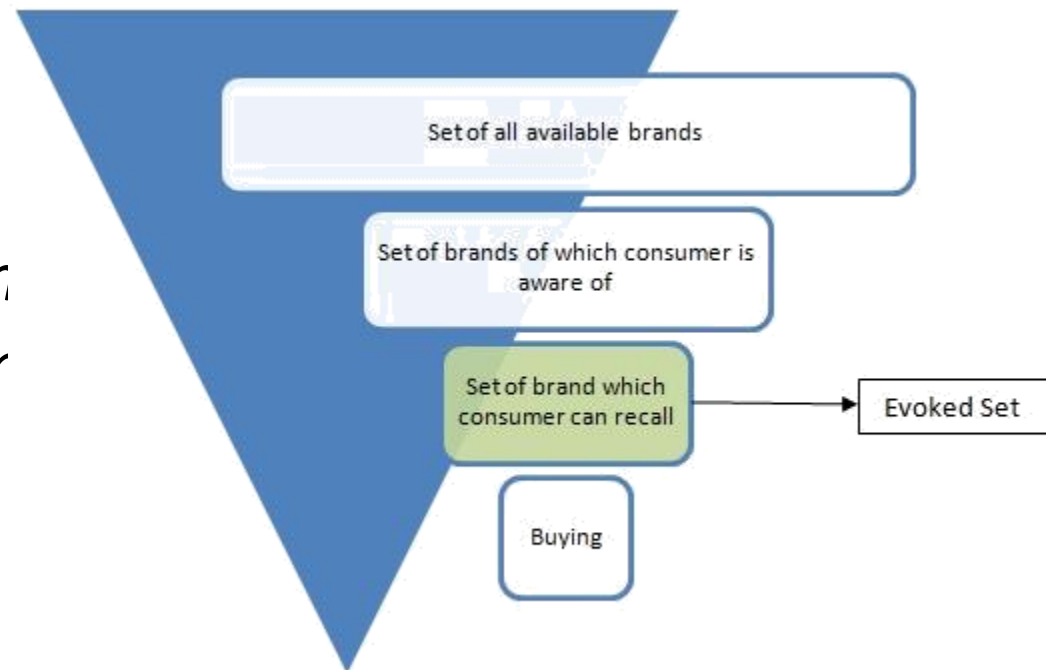 Set of all available brands
Set of brands of which consumer is
aware of
Set of brand which
consumer can recall
Evoked Set
Buying